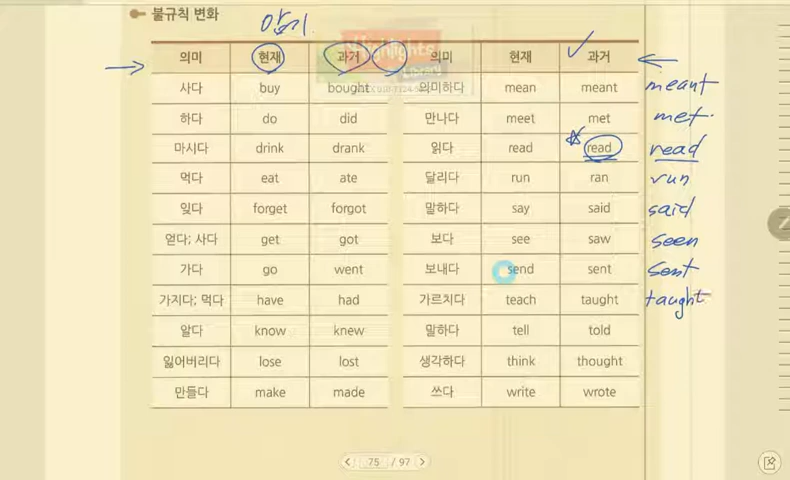 불규칙 변화
암기
Highlights
Library
의미 현재 과거 의미 현재 과거
사다 buy bought 의미하다 mean meant meant
하다 do did 만나다 meet met met
마시다 drink drank 읽다 read read read
먹다 eat ate 달리다 run ran run
잊다 forget forgot 말하다 say said said
얻다; 사다 get got 보다 see saw seen
가다 go went 보내다 send sent sent
가지다; 먹다 have had 가르치다 teach taught taught
알다 know knew 말하다 tell told
잃어버리다 lose lost 생각하다 think thought
만들다 make made 쓰다 write wrote
75 / 97